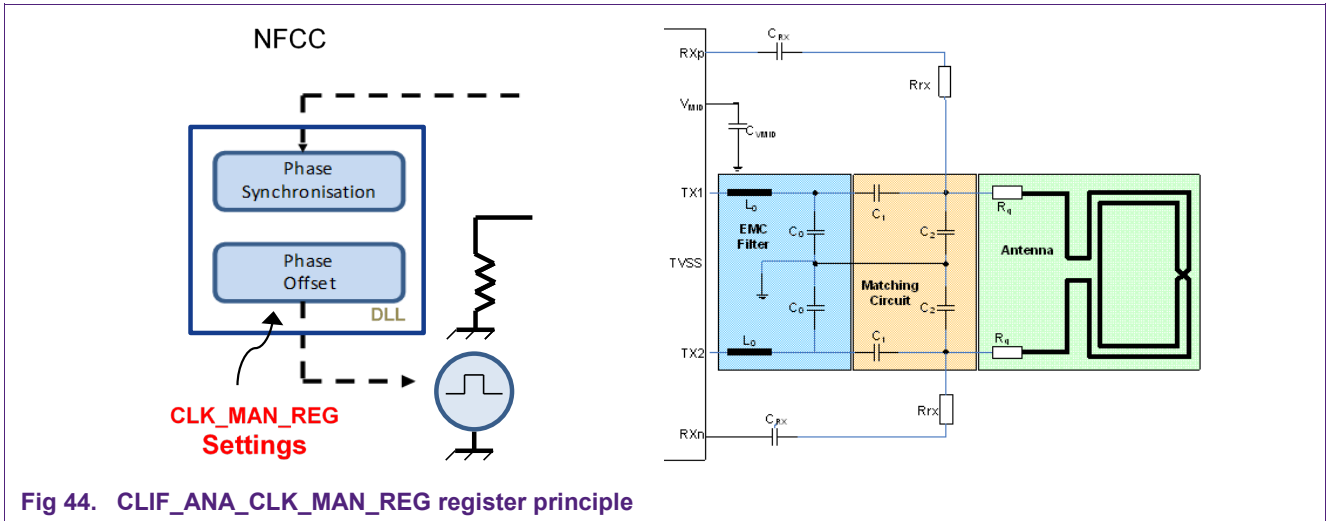 NFCC
Phase
Synchronisation
Phase
Offset
DLL
CLK_MAN_REG
Settings
RXp
CRX
Rrx
VMID
CVMID
TX1
L0
EMC
Filter
C0
C1
C2
Rq
Antenna
TVSS
Matching
Circuit
C0
C2
TX2
L0
C1
Rq
Rrx
RXn
CRX
Fig 44. CLIF_ANA_CLK_MAN_REG register principle